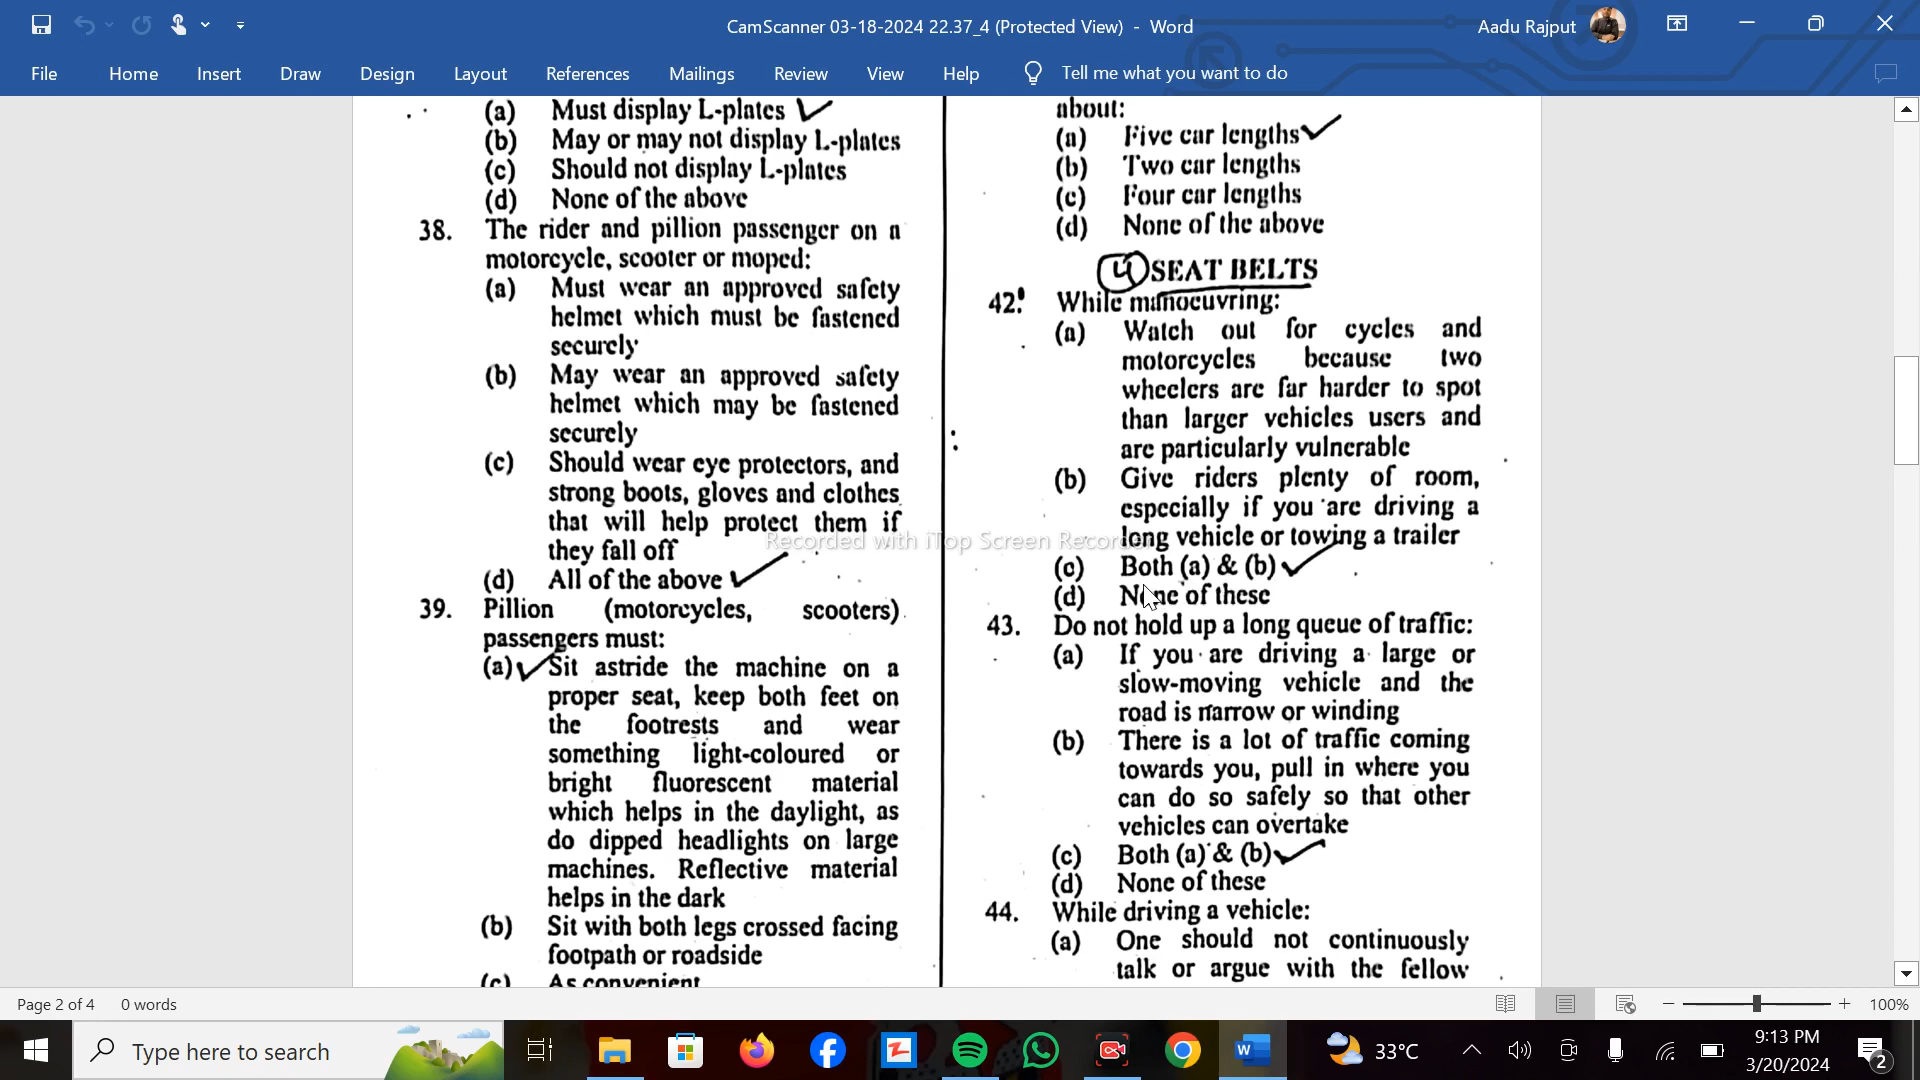 CamScanner 03-18-2024 22.37_4 (Protected View) - Word
Aadu Rajput
File Home Insert Draw Design Layout References Mailings Review View Help Tell me what you want to do
(a) Must display L-plates
(b) May or may not display L-plates
(c) Should not display L-plates
(d) None of the above
38. The rider and pillion passenger on a
motorcycle, scooter or moped:
(a) Must wear an approved safety
helmet which must be fastened
securely
(b) May wear an approved safety
helmet which may be fastened
securely
(c) Should wear eye protectors, and
strong boots, gloves and clothes
that will help protect them if
they fall off
(d) All of the above
39. Pillion (motorcycles, scooters)
passengers must:
(a) Sit astride the machine on a
proper seat, keep both feet on
the footrests and wear
something light-coloured or
bright fluorescent material
which helps in the daylight, as
do dipped headlights on large
machines. Reflective material
helps in the dark
(b) Sit with both legs crossed facing
footpath or roadside
(c) As convenient
about:
(a) Five car lengths
(b) Two car lengths
(c) Four car lengths
(d) None of the above
4 SEAT BELTS
42. While manoeuvring:
(a) Watch out for cycles and
motorcycles because two
wheelers are far harder to spot
than larger vehicles users and
are particularly vulnerable
(b) Give riders plenty of room,
especially if you are driving a
long vehicle or towing a trailer
(c) Both (a) & (b)
(d) None of these
43. Do not hold up a long queue of traffic:
(a) If you are driving a large or
slow-moving vehicle and the
road is narrow or winding
(b) There is a lot of traffic coming
towards you, pull in where you
can do so safely so that other
vehicles can overtake
(c) Both (a) & (b)
(d) None of these
44. While driving a vehicle:
(a) One should not continuously
talk or argue with the fellow
Recorded with iTop Screen Recorder
Page 2 of 4 0 words
100%
Type here to search
33°C
9:13 PM
3/20/2024
2